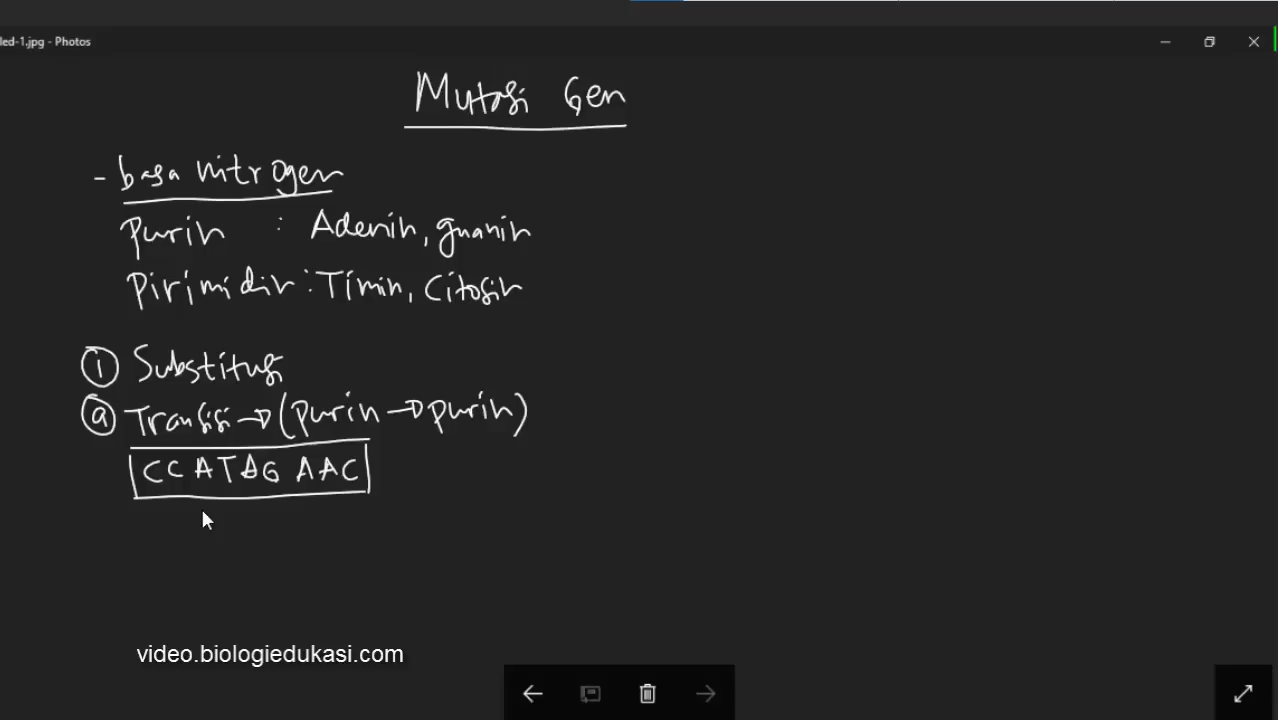 led-1.jpg - Photos
Mutasi Gen
- basa nitrogen
Purin : Adenin, guanin
Pirimidin : Timin, Citosin
① Substitusi
ⓐ Transisi → (purin → purin)
CCATAG AAC
video.biologiedukasi.com